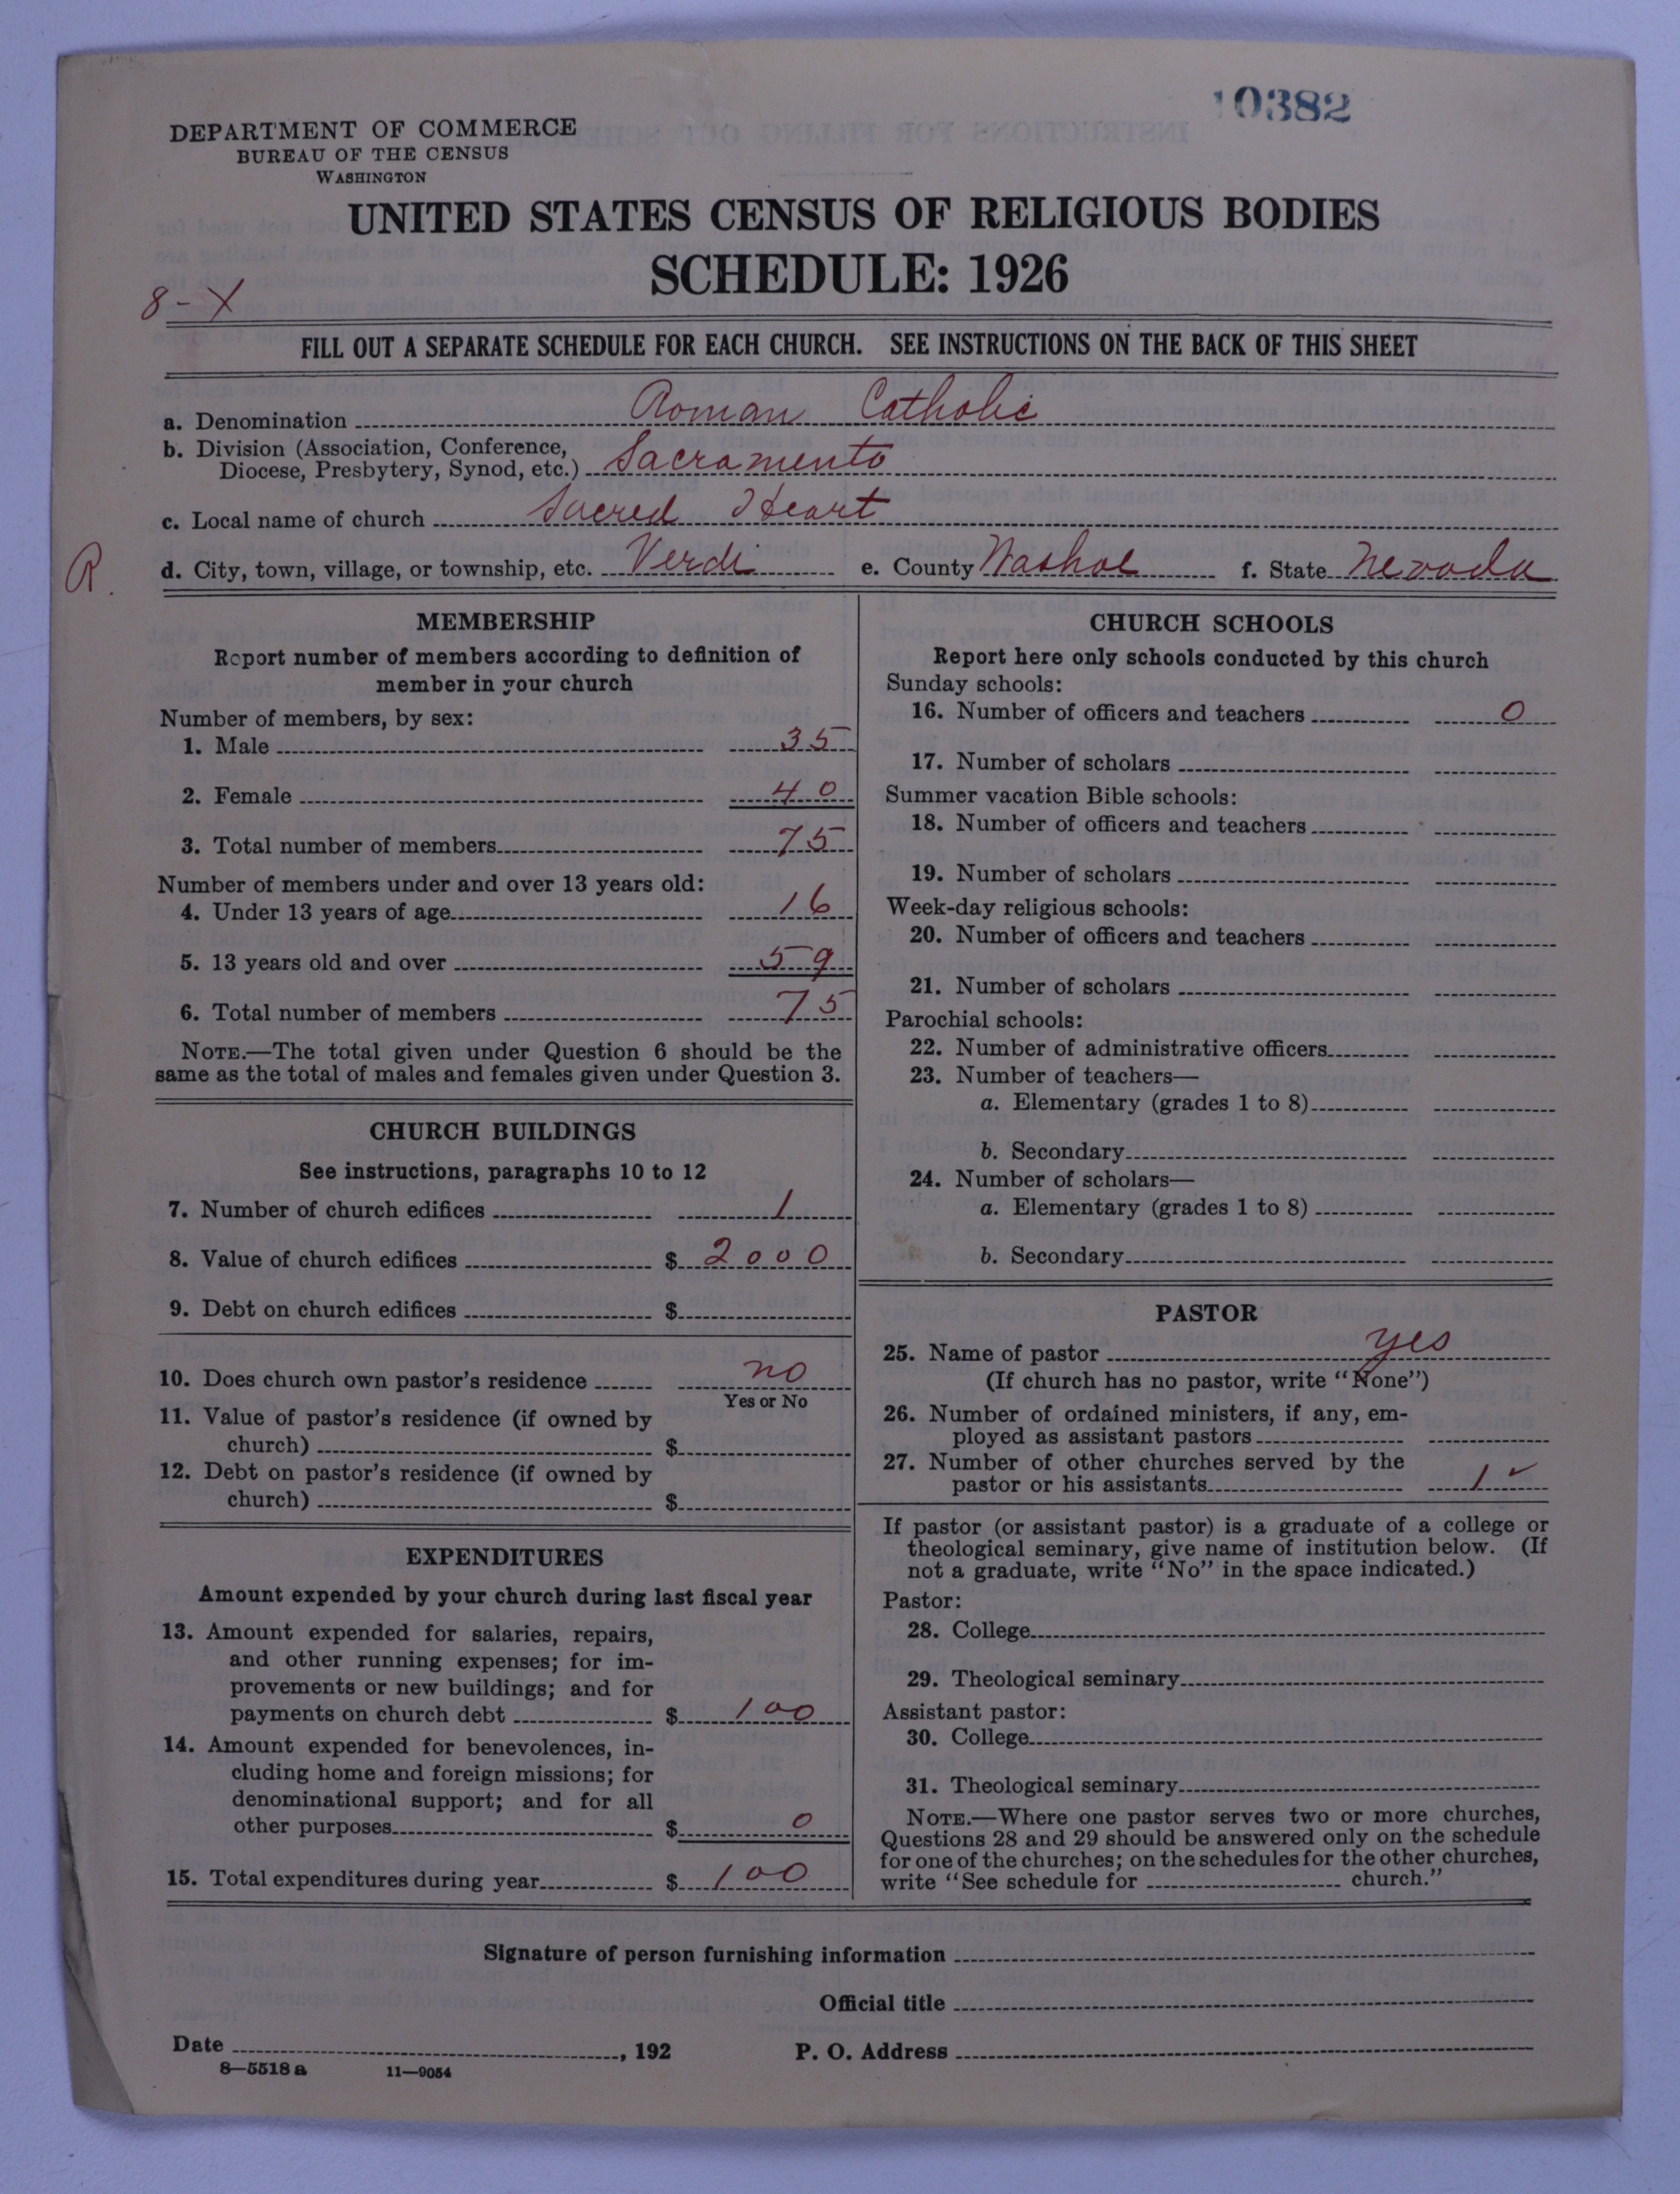 10382
DEPARTMENT OF COMMERCE
BUREAU OF THE CENSUS
WASHINGTON
UNITED STATES CENSUS OF RELIGIOUS BODIES
SCHEDULE: 1926
8-X
FILL OUT A SEPARATE SCHEDULE FOR EACH CHURCH. SEE INSTRUCTIONS ON THE BACK OF THIS SHEET
a. Denomination Roman Catholic
b. Division (Association, Conference,
Diocese, Presbytery, Synod, etc.) Sacramento
c. Local name of church Sacred Heart
R.
d. City, town, village, or township, etc. Verdi e. County Washoe f. State Nevada
MEMBERSHIP
Report number of members according to definition of
member in your church
Number of members, by sex:
1. Male 35
2. Female 40
3. Total number of members 75
Number of members under and over 13 years old:
4. Under 13 years of age 16
5. 13 years old and over 59
6. Total number of members 75
NOTE.—The total given under Question 6 should be the
same as the total of males and females given under Question 3.
CHURCH BUILDINGS
See instructions, paragraphs 10 to 12
7. Number of church edifices 1
8. Value of church edifices $ 2000
9. Debt on church edifices $
10. Does church own pastor's residence no
Yes or No
11. Value of pastor's residence (if owned by
church) $
12. Debt on pastor's residence (if owned by
church) $
EXPENDITURES
Amount expended by your church during last fiscal year
13. Amount expended for salaries, repairs,
and other running expenses; for im-
provements or new buildings; and for
payments on church debt $ 100
14. Amount expended for benevolences, in-
cluding home and foreign missions; for
denominational support; and for all
other purposes $ 0
15. Total expenditures during year $ 100
CHURCH SCHOOLS
Report here only schools conducted by this church
Sunday schools:
16. Number of officers and teachers 0
17. Number of scholars
Summer vacation Bible schools:
18. Number of officers and teachers
19. Number of scholars
Week-day religious schools:
20. Number of officers and teachers
21. Number of scholars
Parochial schools:
22. Number of administrative officers
23. Number of teachers—
a. Elementary (grades 1 to 8)
b. Secondary
24. Number of scholars—
a. Elementary (grades 1 to 8)
b. Secondary
PASTOR
25. Name of pastor yes
(If church has no pastor, write "None")
26. Number of ordained ministers, if any, em-
ployed as assistant pastors
27. Number of other churches served by the
pastor or his assistants 1 ✓
If pastor (or assistant pastor) is a graduate of a college or
theological seminary, give name of institution below. (If
not a graduate, write "No" in the space indicated.)
Pastor:
28. College
29. Theological seminary
Assistant pastor:
30. College
31. Theological seminary
NOTE.—Where one pastor serves two or more churches,
Questions 28 and 29 should be answered only on the schedule
for one of the churches; on the schedules for the other churches,
write "See schedule for church."
Signature of person furnishing information
Official title
Date , 192 P. O. Address
8—5518 a 11—9054